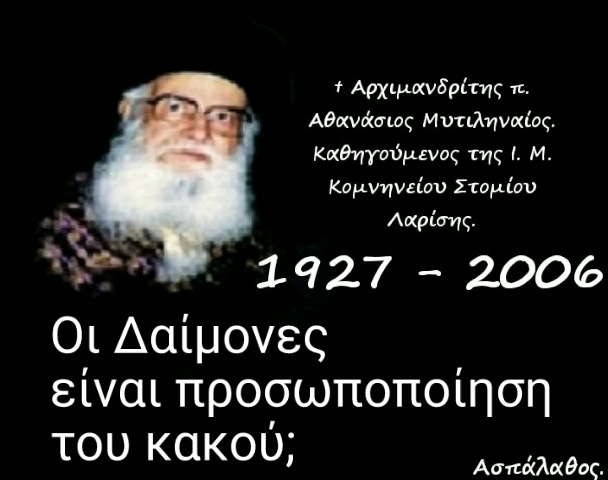 † Αρχιμανδρίτης π.
Αθανάσιος Μυτιληναίος.
Καθηγούμενος της Ι. Μ.
Κομνηνείου Στομίου
Λαρίσης.
1927 - 2006
Οι Δαίμονες
είναι προσωποποίηση
του κακού;
Ασπάλαθος.